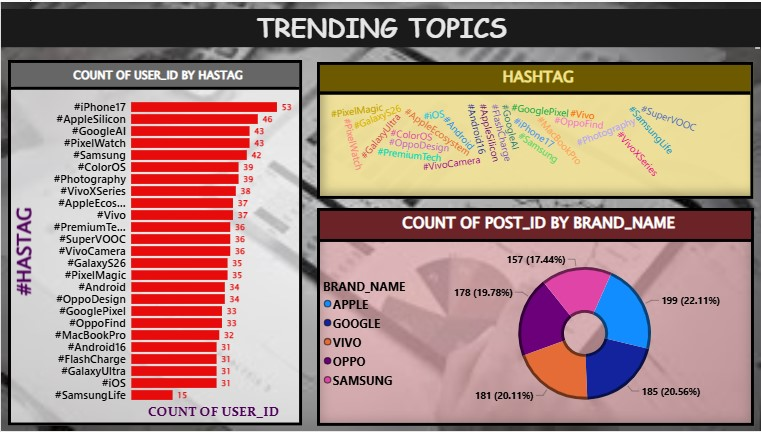 TRENDING TOPICS
COUNT OF USER_ID BY HASTAG
#HASTAG
#iPhone17 53
#AppleSilicon 46
#GoogleAI 43
#PixelWatch 43
#Samsung 42
#ColorOS 39
#Photography 39
#VivoXSeries 38
#AppleEcos... 37
#Vivo 37
#PremiumTe... 36
#SuperVOOC 36
#VivoCamera 36
#GalaxyS26 35
#PixelMagic 35
#Android 34
#OppoDesign 34
#GooglePixel 33
#OppoFind 33
#MacBookPro 32
#Android16 31
#FlashCharge 31
#GalaxyUltra 31
#iOS 31
#SamsungLife 15
COUNT OF USER_ID
HASHTAG
#PixelMagic
#GalaxyS26
#PixelWatch
#GalaxyUltra
#AppleEcosystem
#ColorOS
#OppoDesign
#PremiumTech
#iOS
#Android
#VivoCamera
#Android16
#AppleSilicon
#FlashCharge
#GoogleAI
#GooglePixel
#Vivo
#iPhone17
#OppoFind
#Samsung
#MacBookPro
#Photography
#SuperVOOC
#SamsungLife
#VivoXSeries
COUNT OF POST_ID BY BRAND_NAME
BRAND_NAME
APPLE
GOOGLE
VIVO
OPPO
SAMSUNG
157 (17.44%)
199 (22.11%)
178 (19.78%)
181 (20.11%)
185 (20.56%)